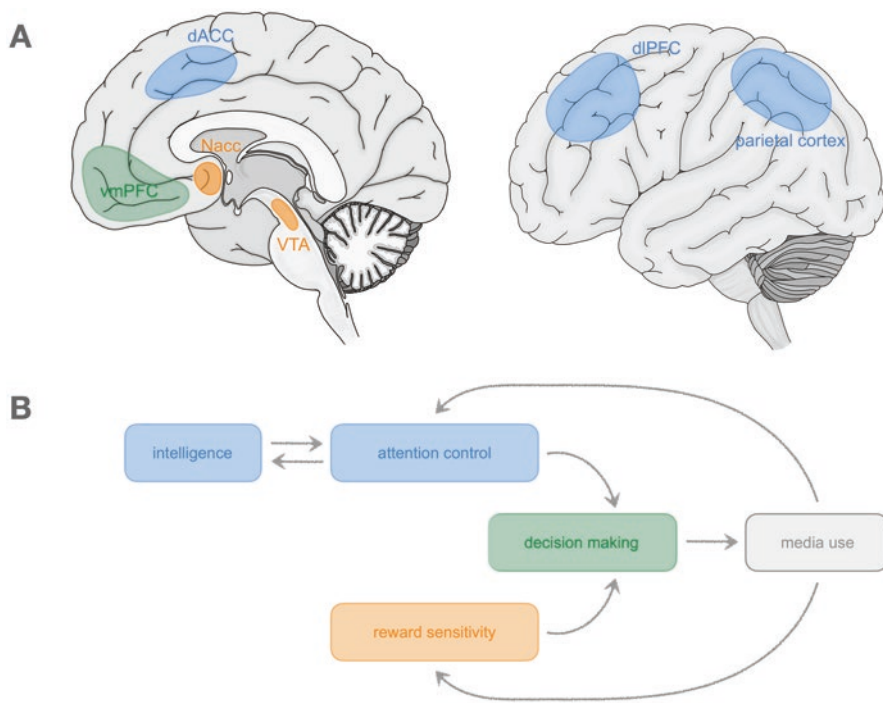 A
dACC
dlPFC
Nacc
vmPFC
parietal cortex
VTA
B
intelligence
attention control
decision making
media use
reward sensitivity